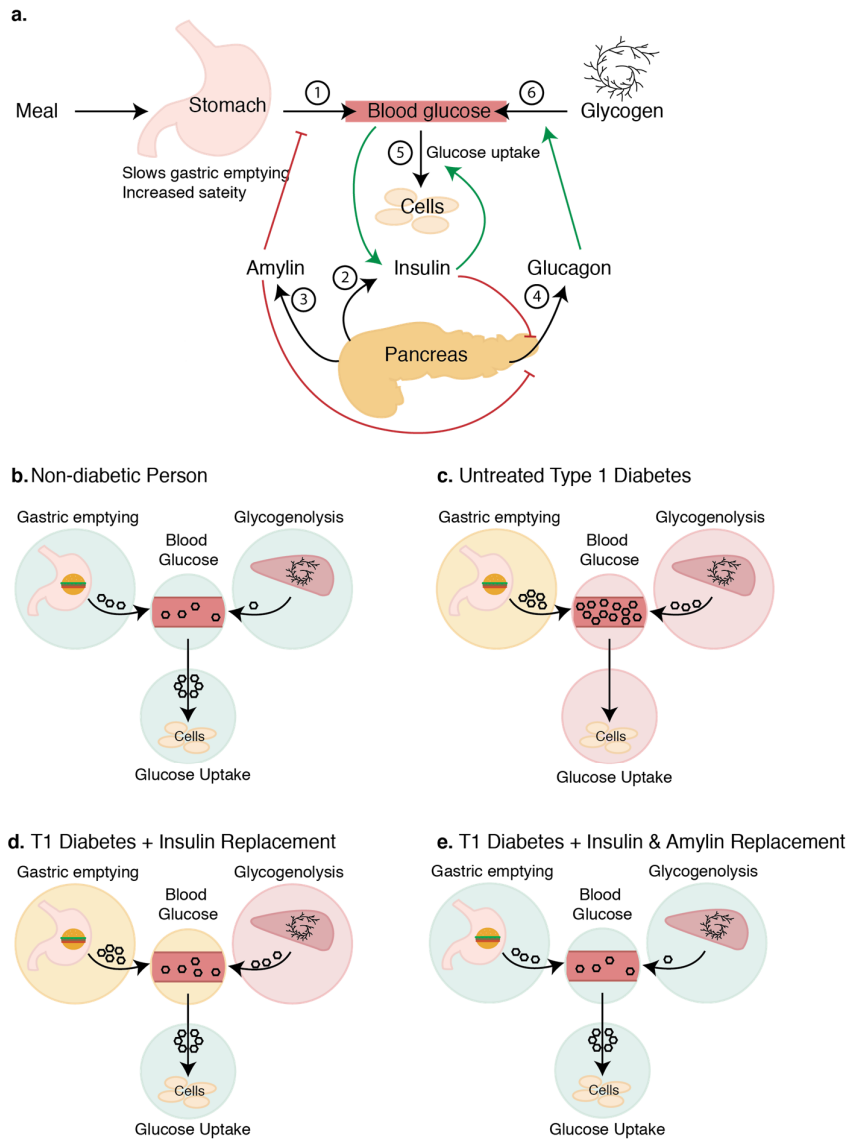 a.
Meal
Stomach
1
Blood glucose
6
Glycogen
Slows gastric emptying
Increased sateity
5
Glucose uptake
Cells
Amylin
3
2
Insulin
4
Glucagon
Pancreas
b. Non-diabetic Person
Gastric emptying
Blood
Glucose
Glycogenolysis
Cells
Glucose Uptake
c. Untreated Type 1 Diabetes
Gastric emptying
Blood
Glucose
Glycogenolysis
Cells
Glucose Uptake
d. T1 Diabetes + Insulin Replacement
Gastric emptying
Blood
Glucose
Glycogenolysis
Cells
Glucose Uptake
e. T1 Diabetes + Insulin & Amylin Replacement
Gastric emptying
Blood
Glucose
Glycogenolysis
Cells
Glucose Uptake